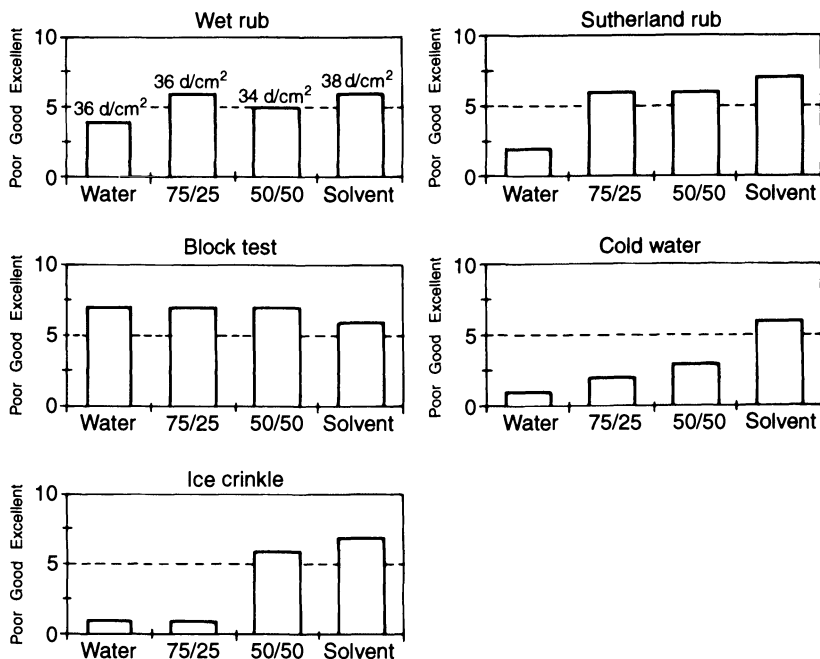 Wet rub
Poor Good Excellent
10
5
0
36 d/cm²
36 d/cm²
34 d/cm²
38 d/cm²
Water 75/25 50/50 Solvent
Sutherland rub
Poor Good Excellent
10
5
0
Water 75/25 50/50 Solvent
Block test
Poor Good Excellent
10
5
0
Water 75/25 50/50 Solvent
Cold water
Poor Good Excellent
10
5
0
Water 75/25 50/50 Solvent
Ice crinkle
Poor Good Excellent
10
5
0
Water 75/25 50/50 Solvent